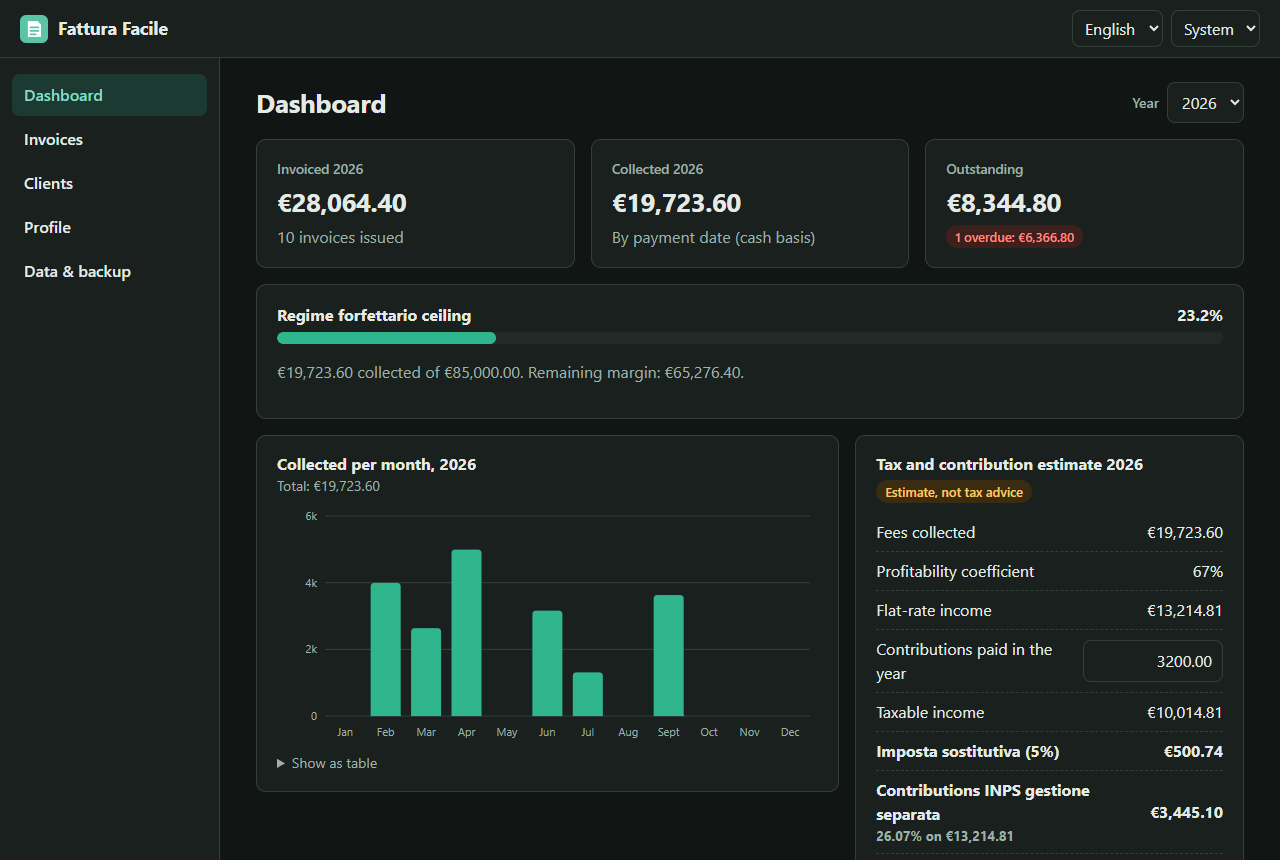 Fattura Facile
English
System
Dashboard
Invoices
Clients
Profile
Data & backup
Dashboard
Year
2026
Invoiced 2026
€28,064.40
10 invoices issued
Collected 2026
€19,723.60
By payment date (cash basis)
Outstanding
€8,344.80
1 overdue: €6,366.80
Regime forfettario ceiling
23.2%
€19,723.60 collected of €85,000.00. Remaining margin: €65,276.40.
Collected per month, 2026
Total: €19,723.60
6k
4k
2k
0
Jan Feb Mar Apr May Jun Jul Aug Sept Oct Nov Dec
Show as table
Tax and contribution estimate 2026
Estimate, not tax advice
Fees collected €19,723.60
Profitability coefficient 67%
Flat-rate income €13,214.81
Contributions paid in the
year
3200.00
Taxable income €10,014.81
Imposta sostitutiva (5%) €500.74
Contributions INPS gestione
separata
€3,445.10
26.07% on €13,214.81